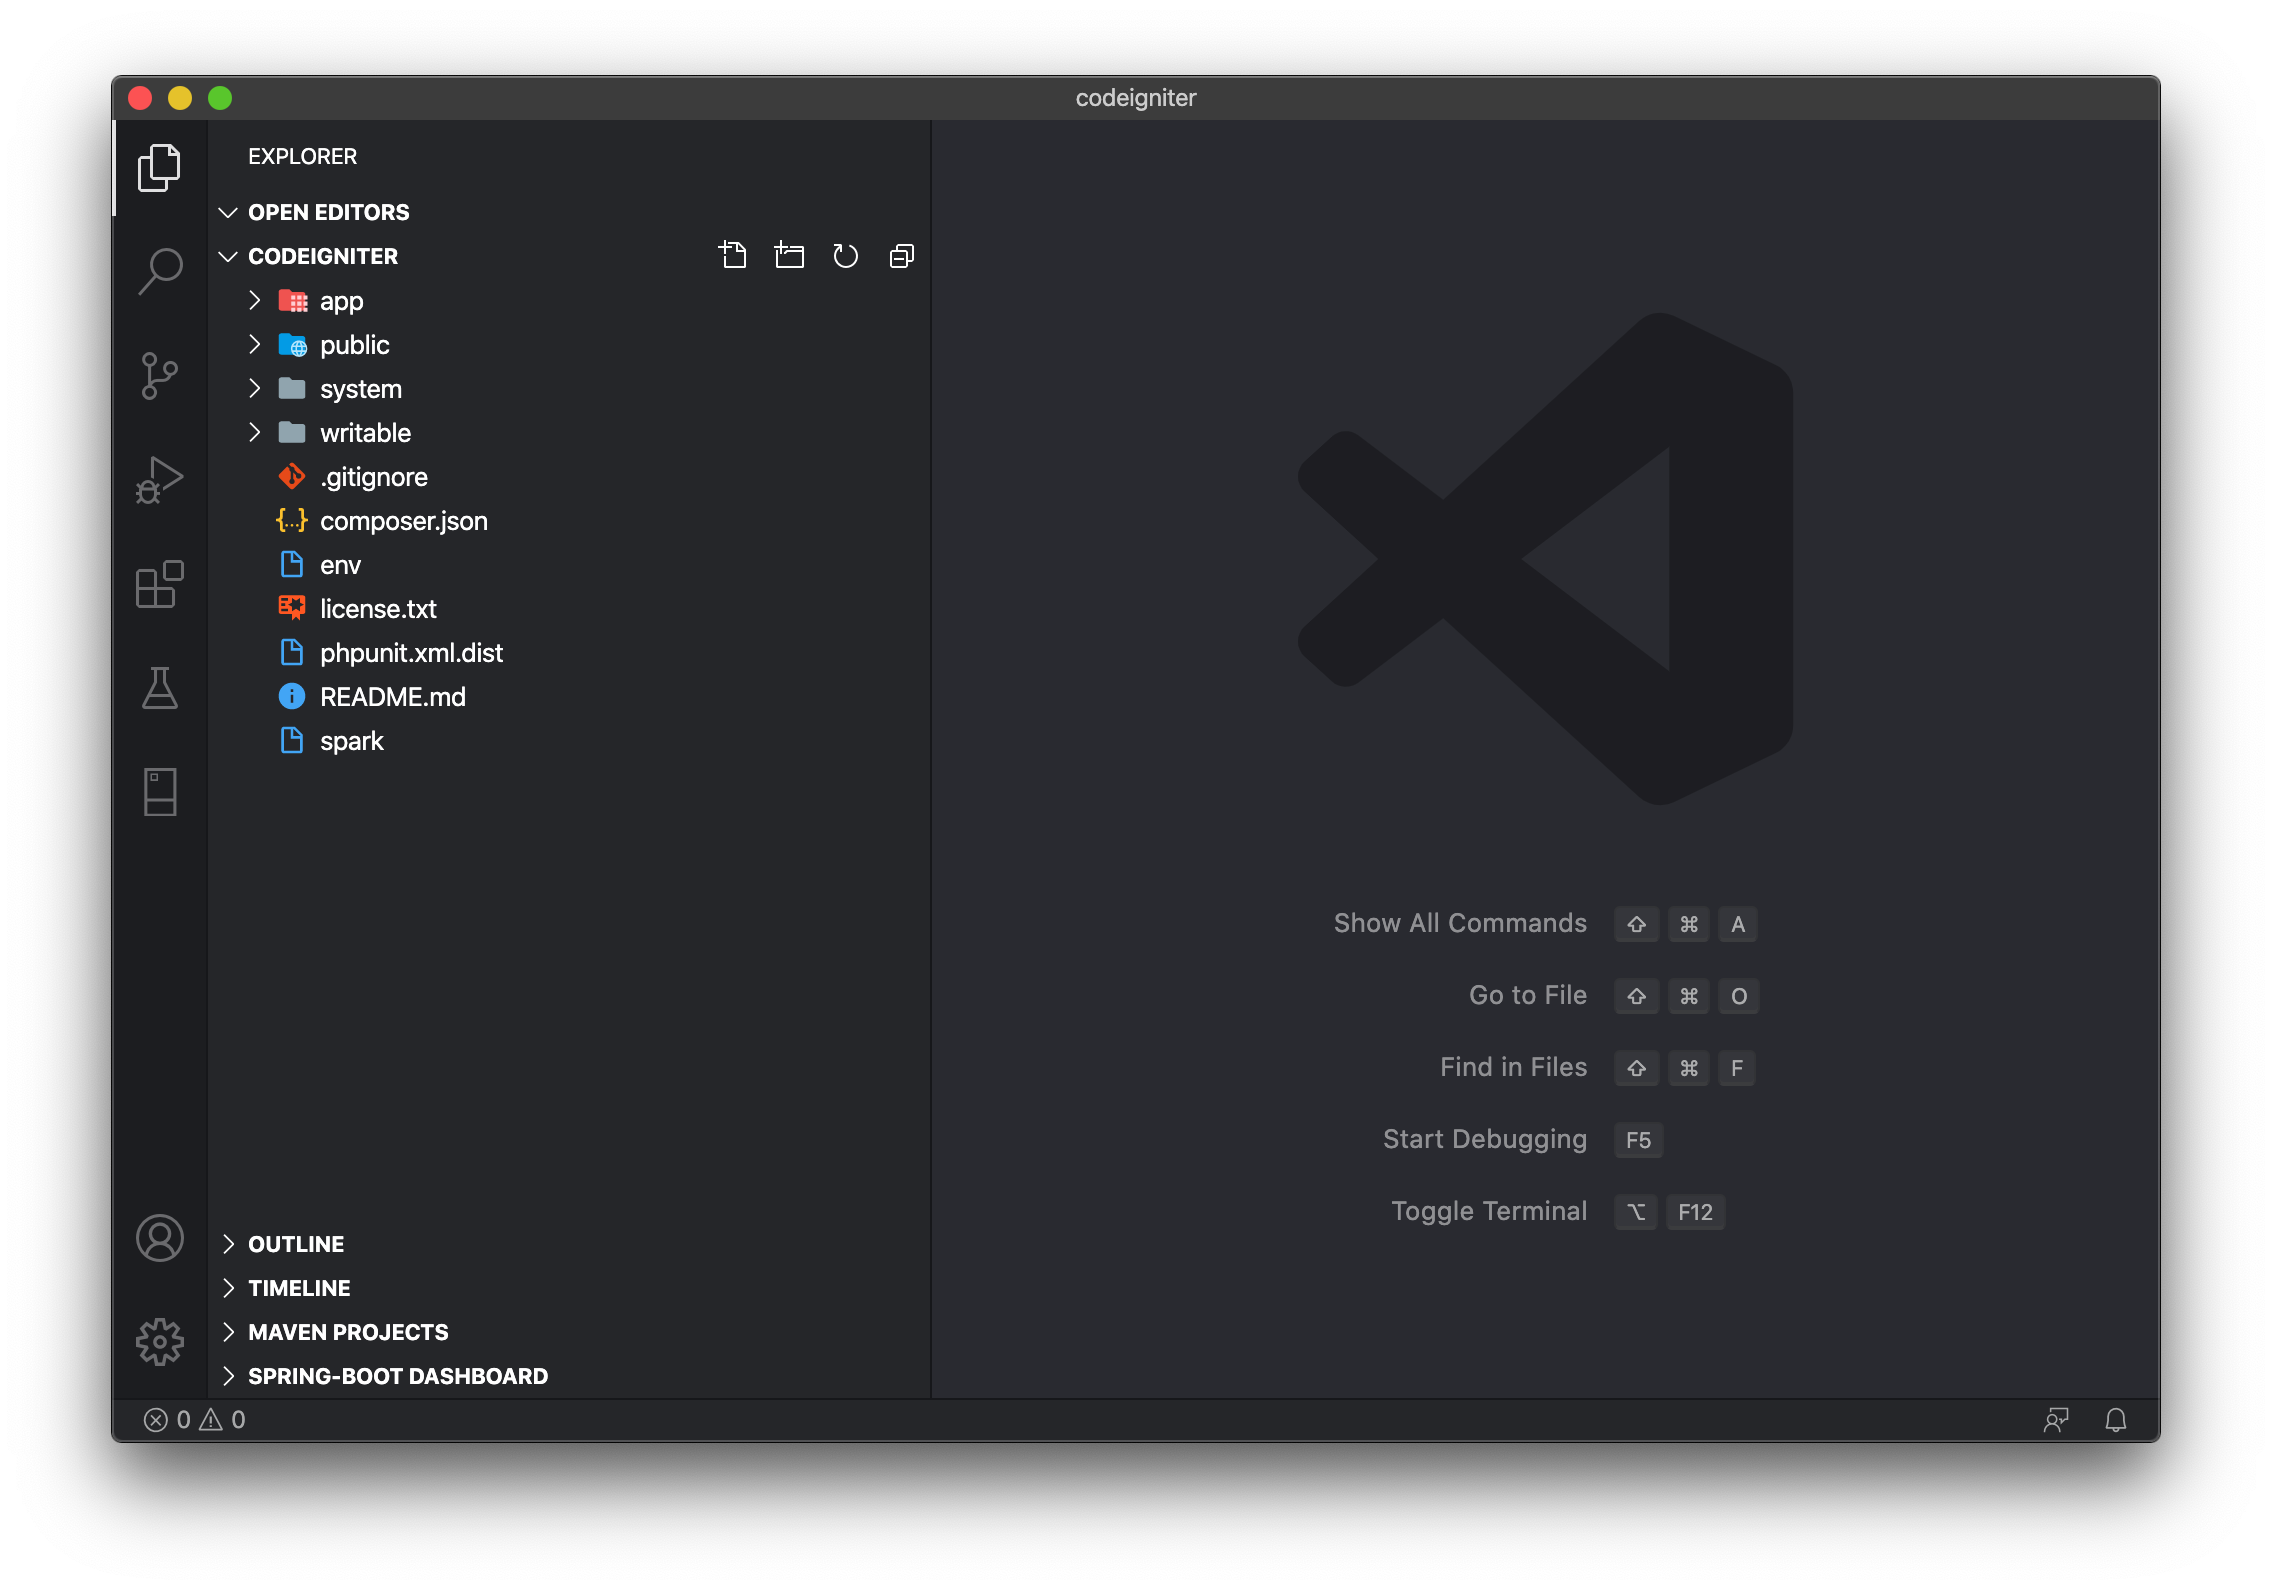 codeigniter
EXPLORER
OPEN EDITORS
CODEIGNITER
app
public
system
writable
.gitignore
composer.json
env
license.txt
phpunit.xml.dist
README.md
spark
OUTLINE
TIMELINE
MAVEN PROJECTS
SPRING-BOOT DASHBOARD
0 0
Show All Commands ⇧ ⌘ A
Go to File ⇧ ⌘ O
Find in Files ⇧ ⌘ F
Start Debugging F5
Toggle Terminal ⌥ F12